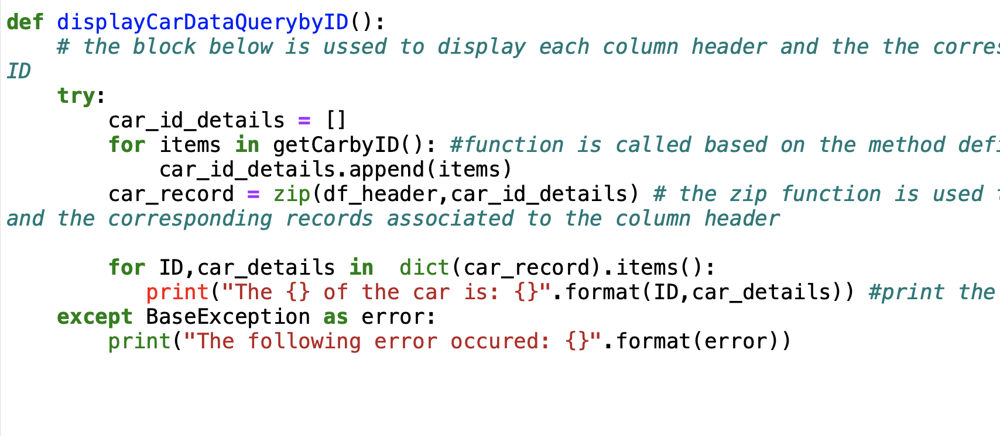 def displayCarDataQuerybyID():
    # the block below is ussed to display each column header and the the
ID
    try:
        car_id_details = []
        for items in getCarbyID(): #function is called based on the method
            car_id_details.append(items)
        car_record = zip(df_header,car_id_details) # the zip function is used
and the corresponding records associated to the column header
        for ID,car_details in  dict(car_record).items():
           print("The {} of the car is: {}".format(ID,car_details)) #print the
    except BaseException as error:
        print("The following error occured: {}".format(error))